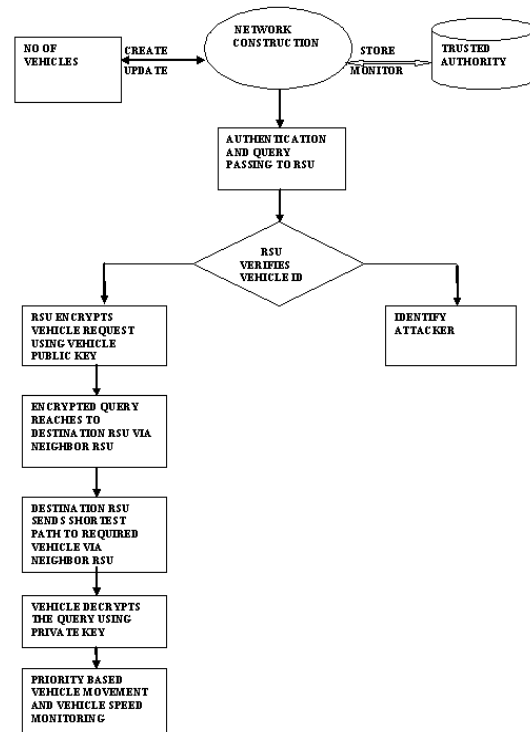 NO OF
VEHICLES
CREATE
UPDATE
NETWORK
CONSTRUCTION
STORE
MONITOR
TRUSTED
AUTHORITY
AUTHENTICATION
AND QUERY
PASSING TO RSU
RSU
VERIFIES
VEHICLE ID
RSU ENCRYPTS
VEHICLE REQUEST
USING VEHICLE
PUBLIC KEY
IDENTIFY
ATTACKER
ENCRYPTED QUERY
REACHES TO
DESTINATION RSU VIA
NEIGHBOR RSU
DESTINATION RSU
SENDS SHORTEST
PATH TO REQUIRED
VEHICLE VIA
NEIGHBOR RSU
VEHICLE DECRYPTS
THE QUERY USING
PRIVATE KEY
PRIORITY BASED
VEHICLE MOVEMENT
AND VEHICLE SPEED
MONITORING